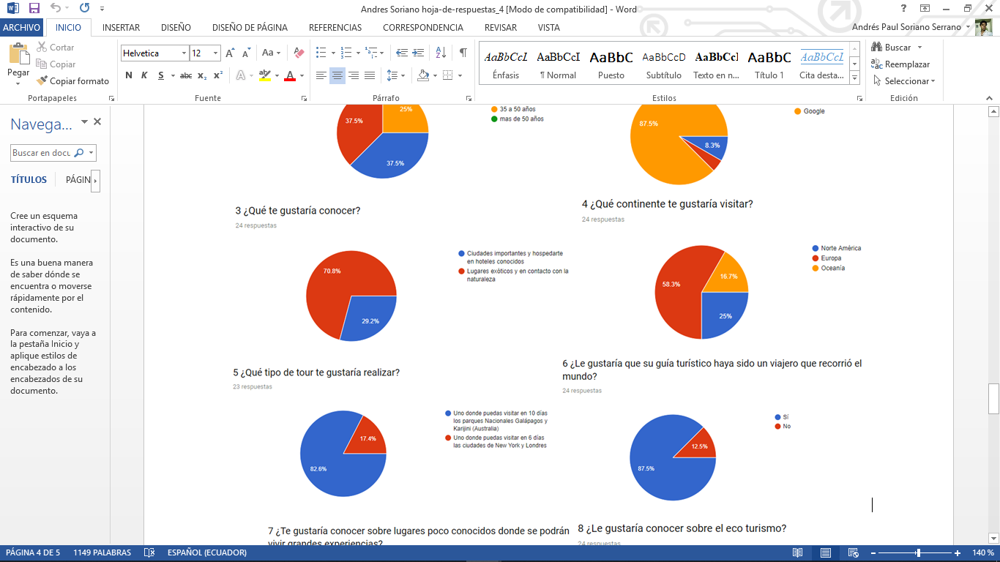 Andres Soriano hoja-de-respuestas_4 [Modo de compatibilidad] - Word
ARCHIVO INICIO INSERTAR DISEÑO DISEÑO DE PÁGINA REFERENCIAS CORRESPONDENCIA REVISAR VISTA
Andrés Paul Soriano Serrano
Pegar
Cortar
Copiar
Copiar formato
Portapapeles
Helvetica 12
N K S abc x₂ x²
Fuente
Párrafo
AaBbCcI AaBbCcI AaBbC AaBbCcD AaBbCcI AaBbC AaBbCcI
Énfasis ¶ Normal Puesto Subtítulo Texto en n... Título 1 Cita desta...
Estilos
Buscar
Reemplazar
Seleccionar
Edición
Navega...
Buscar en docu
TÍTULOS PÁGIN
Cree un esquema
interactivo de su
documento.
Es una buena manera
de saber dónde se
encuentra o moverse
rápidamente por el
contenido.
Para comenzar, vaya a
la pestaña Inicio y
aplique estilos de
encabezado a los
encabezados de su
documento.
25%
37.5%
37.5%
35 a 50 años
mas de 50 años
87.5%
8.3%
Google
3 ¿Qué te gustaría conocer?
24 respuestas
70.8%
29.2%
Ciudades importantes y hospedarte
en hoteles conocidos
Lugares exóticos y en contacto con la
naturaleza
4 ¿Qué continente te gustaría visitar?
24 respuestas
58.3%
16.7%
25%
Norte América
Europa
Oceanía
5 ¿Qué tipo de tour te gustaría realizar?
23 respuestas
17.4%
82.6%
Uno donde puedas visitar en 10 días
los parques Nacionales Galápagos y
Karijini (Australia)
Uno donde puedas visitar en 6 días
las ciudades de New York y Londres
6 ¿Le gustaría que su guía turístico haya sido un viajero que recorrió el
mundo?
24 respuestas
12.5%
87.5%
Sí
No
7 ¿Te gustaría conocer sobre lugares poco conocidos donde se podrán
vivir grandes experiencias?
8 ¿Le gustaría conocer sobre el eco turismo?
24 respuestas
PÁGINA 4 DE 5 1149 PALABRAS ESPAÑOL (ECUADOR) 140 %